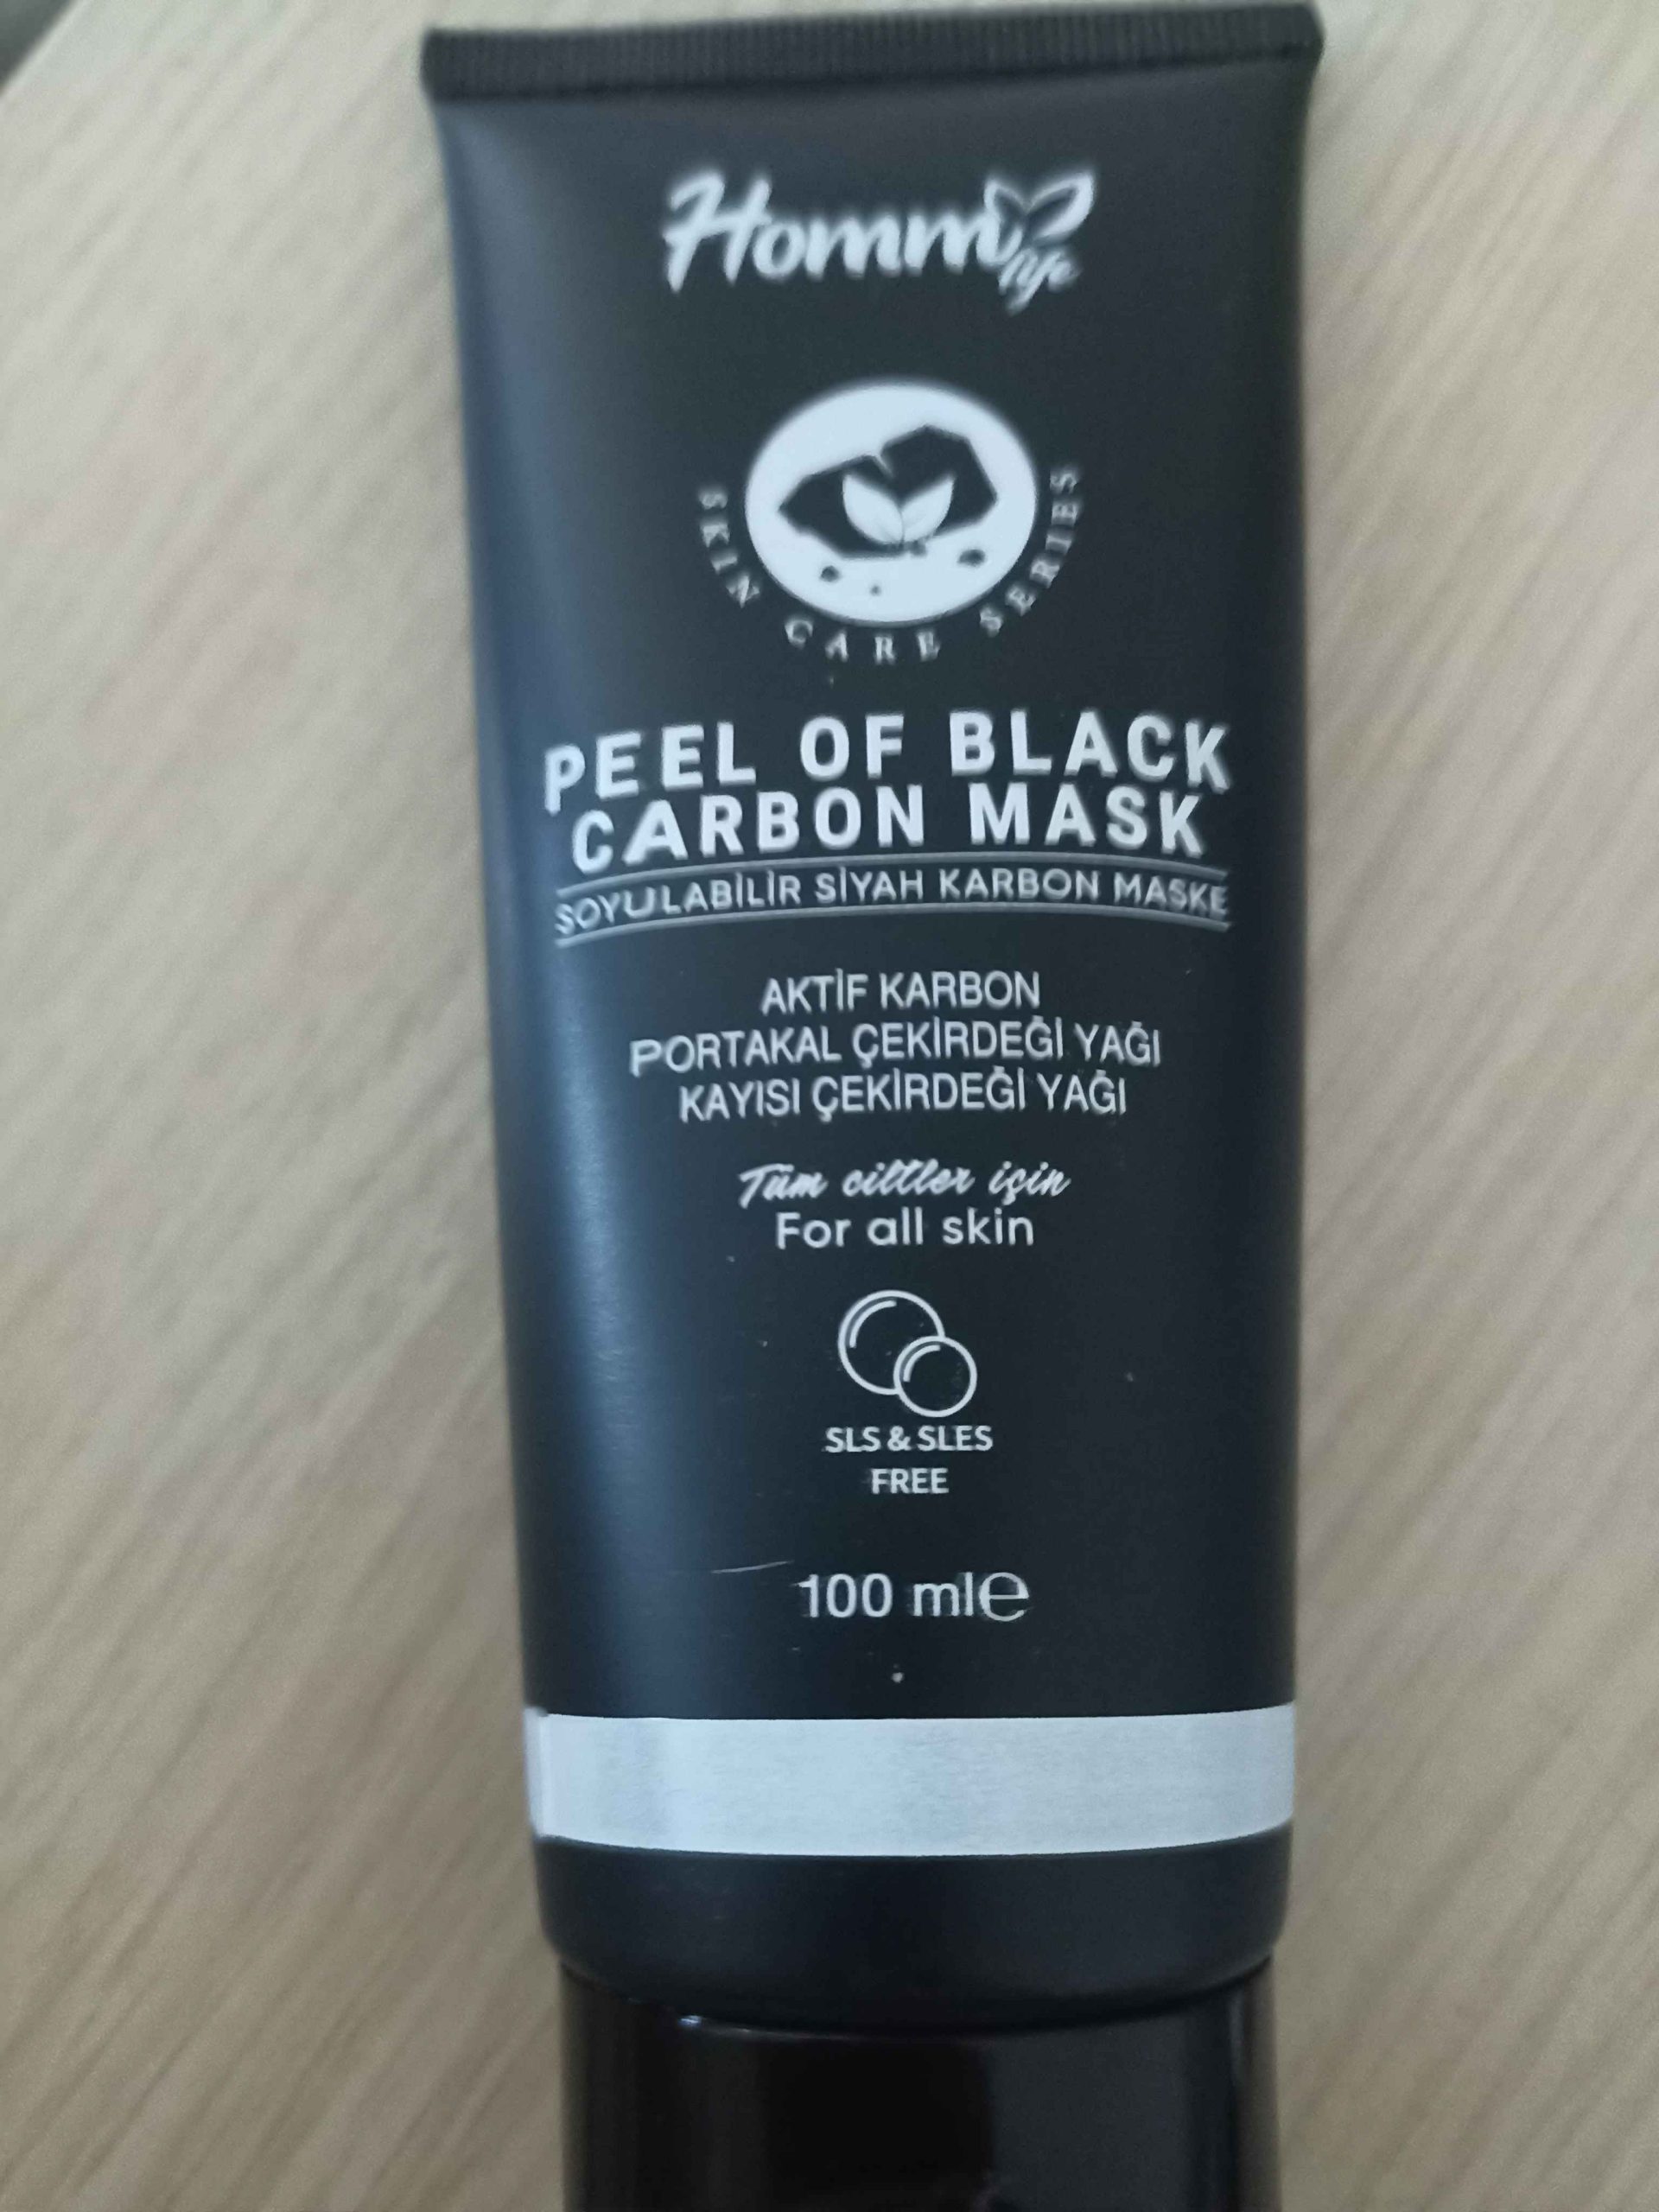 Homm life
SKIN CARE SERIES
PEEL OF BLACK
CARBON MASK
SOYULABİLİR SİYAH KARBON MASKE
AKTİF KARBON
PORTAKAL ÇEKİRDEĞİ YAĞI
KAYISI ÇEKİRDEĞİ YAĞI
Tüm ciltler için
For all skin
SLS & SLES
FREE
100 ml℮